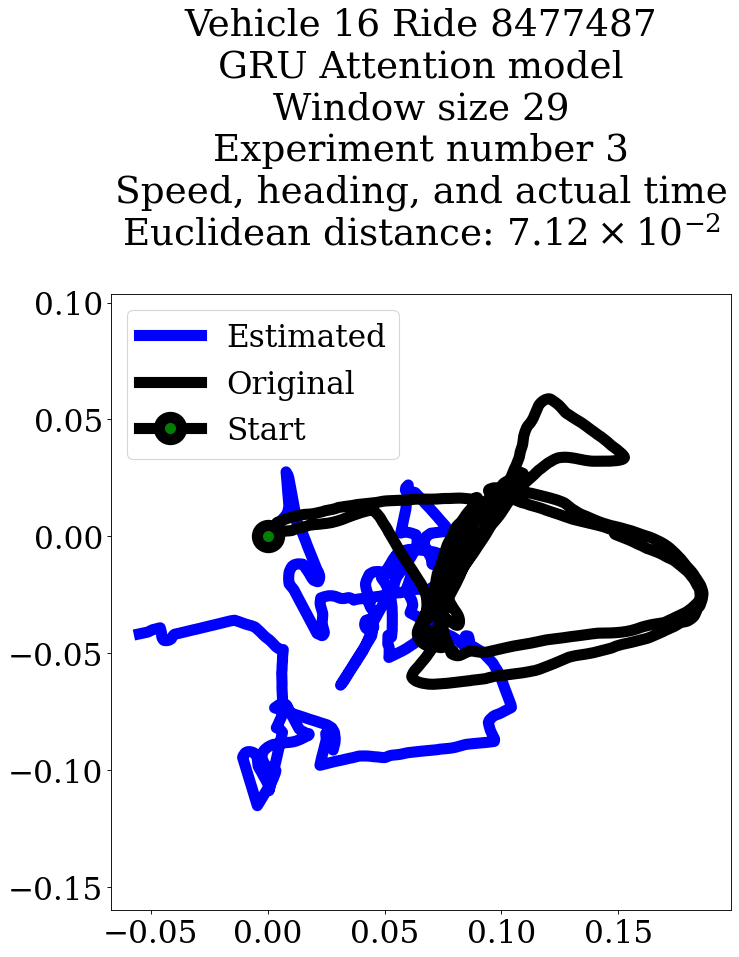 Vehicle 16 Ride 8477487
GRU Attention model
Window size 29
Experiment number 3
Speed, heading, and actual time
Euclidean distance: 7.12 × 10⁻²
Estimated
Original
Start
0.10
0.05
0.00
−0.05
−0.10
−0.15
−0.05 0.00 0.05 0.10 0.15